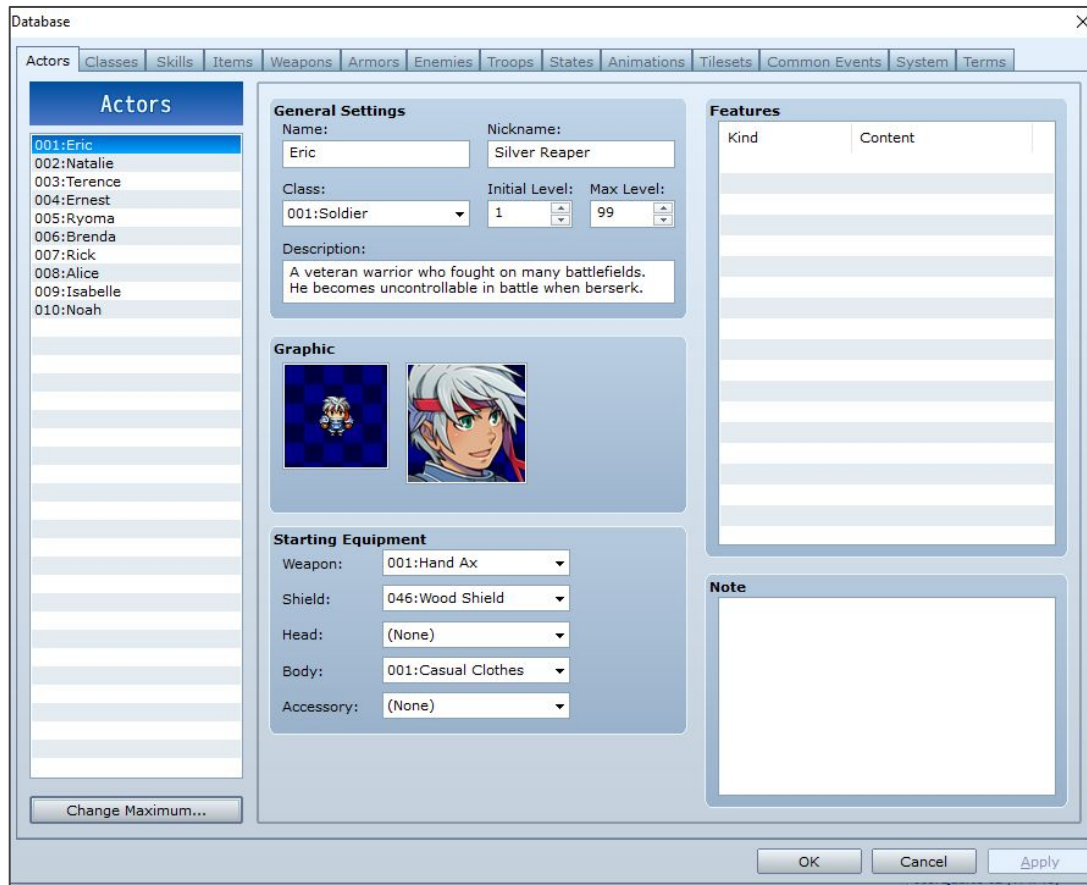 Database
Actors Classes Skills Items Weapons Armors Enemies Troops States Animations Tilesets Common Events System Terms
Actors
001:Eric
002:Natalie
003:Terence
004:Ernest
005:Ryoma
006:Brenda
007:Rick
008:Alice
009:Isabelle
010:Noah
Change Maximum...
General Settings
Name: Nickname:
Eric Silver Reaper
Class: Initial Level: Max Level:
001:Soldier 1 99
Description:
A veteran warrior who fought on many battlefields.
He becomes uncontrollable in battle when berserk.
Graphic
Starting Equipment
Weapon: 001:Hand Ax
Shield: 046:Wood Shield
Head: (None)
Body: 001:Casual Clothes
Accessory: (None)
Features
Kind Content
Note
OK Cancel Apply